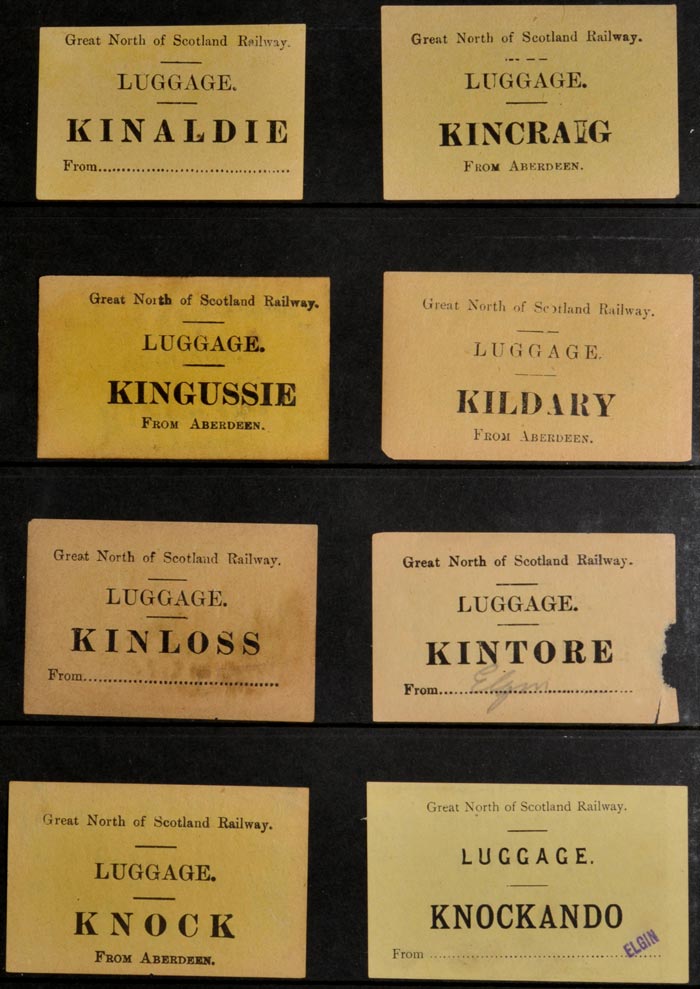 Great North of Scotland Railway.
LUGGAGE.
KINALDIE
From
Great North of Scotland Railway.
LUGGAGE.
KINCRAIG
FROM ABERDEEN.
Great North of Scotland Railway.
LUGGAGE.
KINGUSSIE
FROM ABERDEEN.
Great North of Scotland Railway.
LUGGAGE.
KILDARY
FROM ABERDEEN.
Great North of Scotland Railway.
LUGGAGE.
KINLOSS
From
Great North of Scotland Railway.
LUGGAGE.
KINTORE
From Elgin
Great North of Scotland Railway.
LUGGAGE.
KNOCK
FROM ABERDEEN.
Great North of Scotland Railway.
LUGGAGE.
KNOCKANDO
From ELGIN